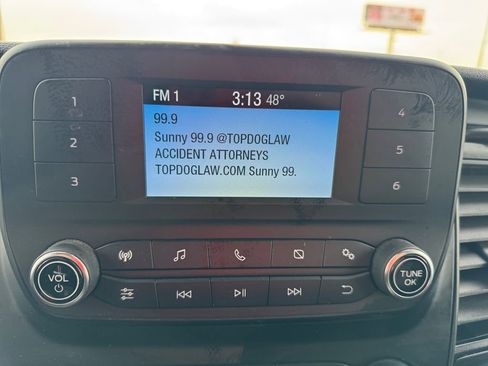 FM 1 3:13 48°
99.9
Sunny 99.9 @TOPDOGLAW
ACCIDENT ATTORNEYS
TOPDOGLAW.COM Sunny 99.
1
2
3
4
5
6
VOL
TUNE
OK